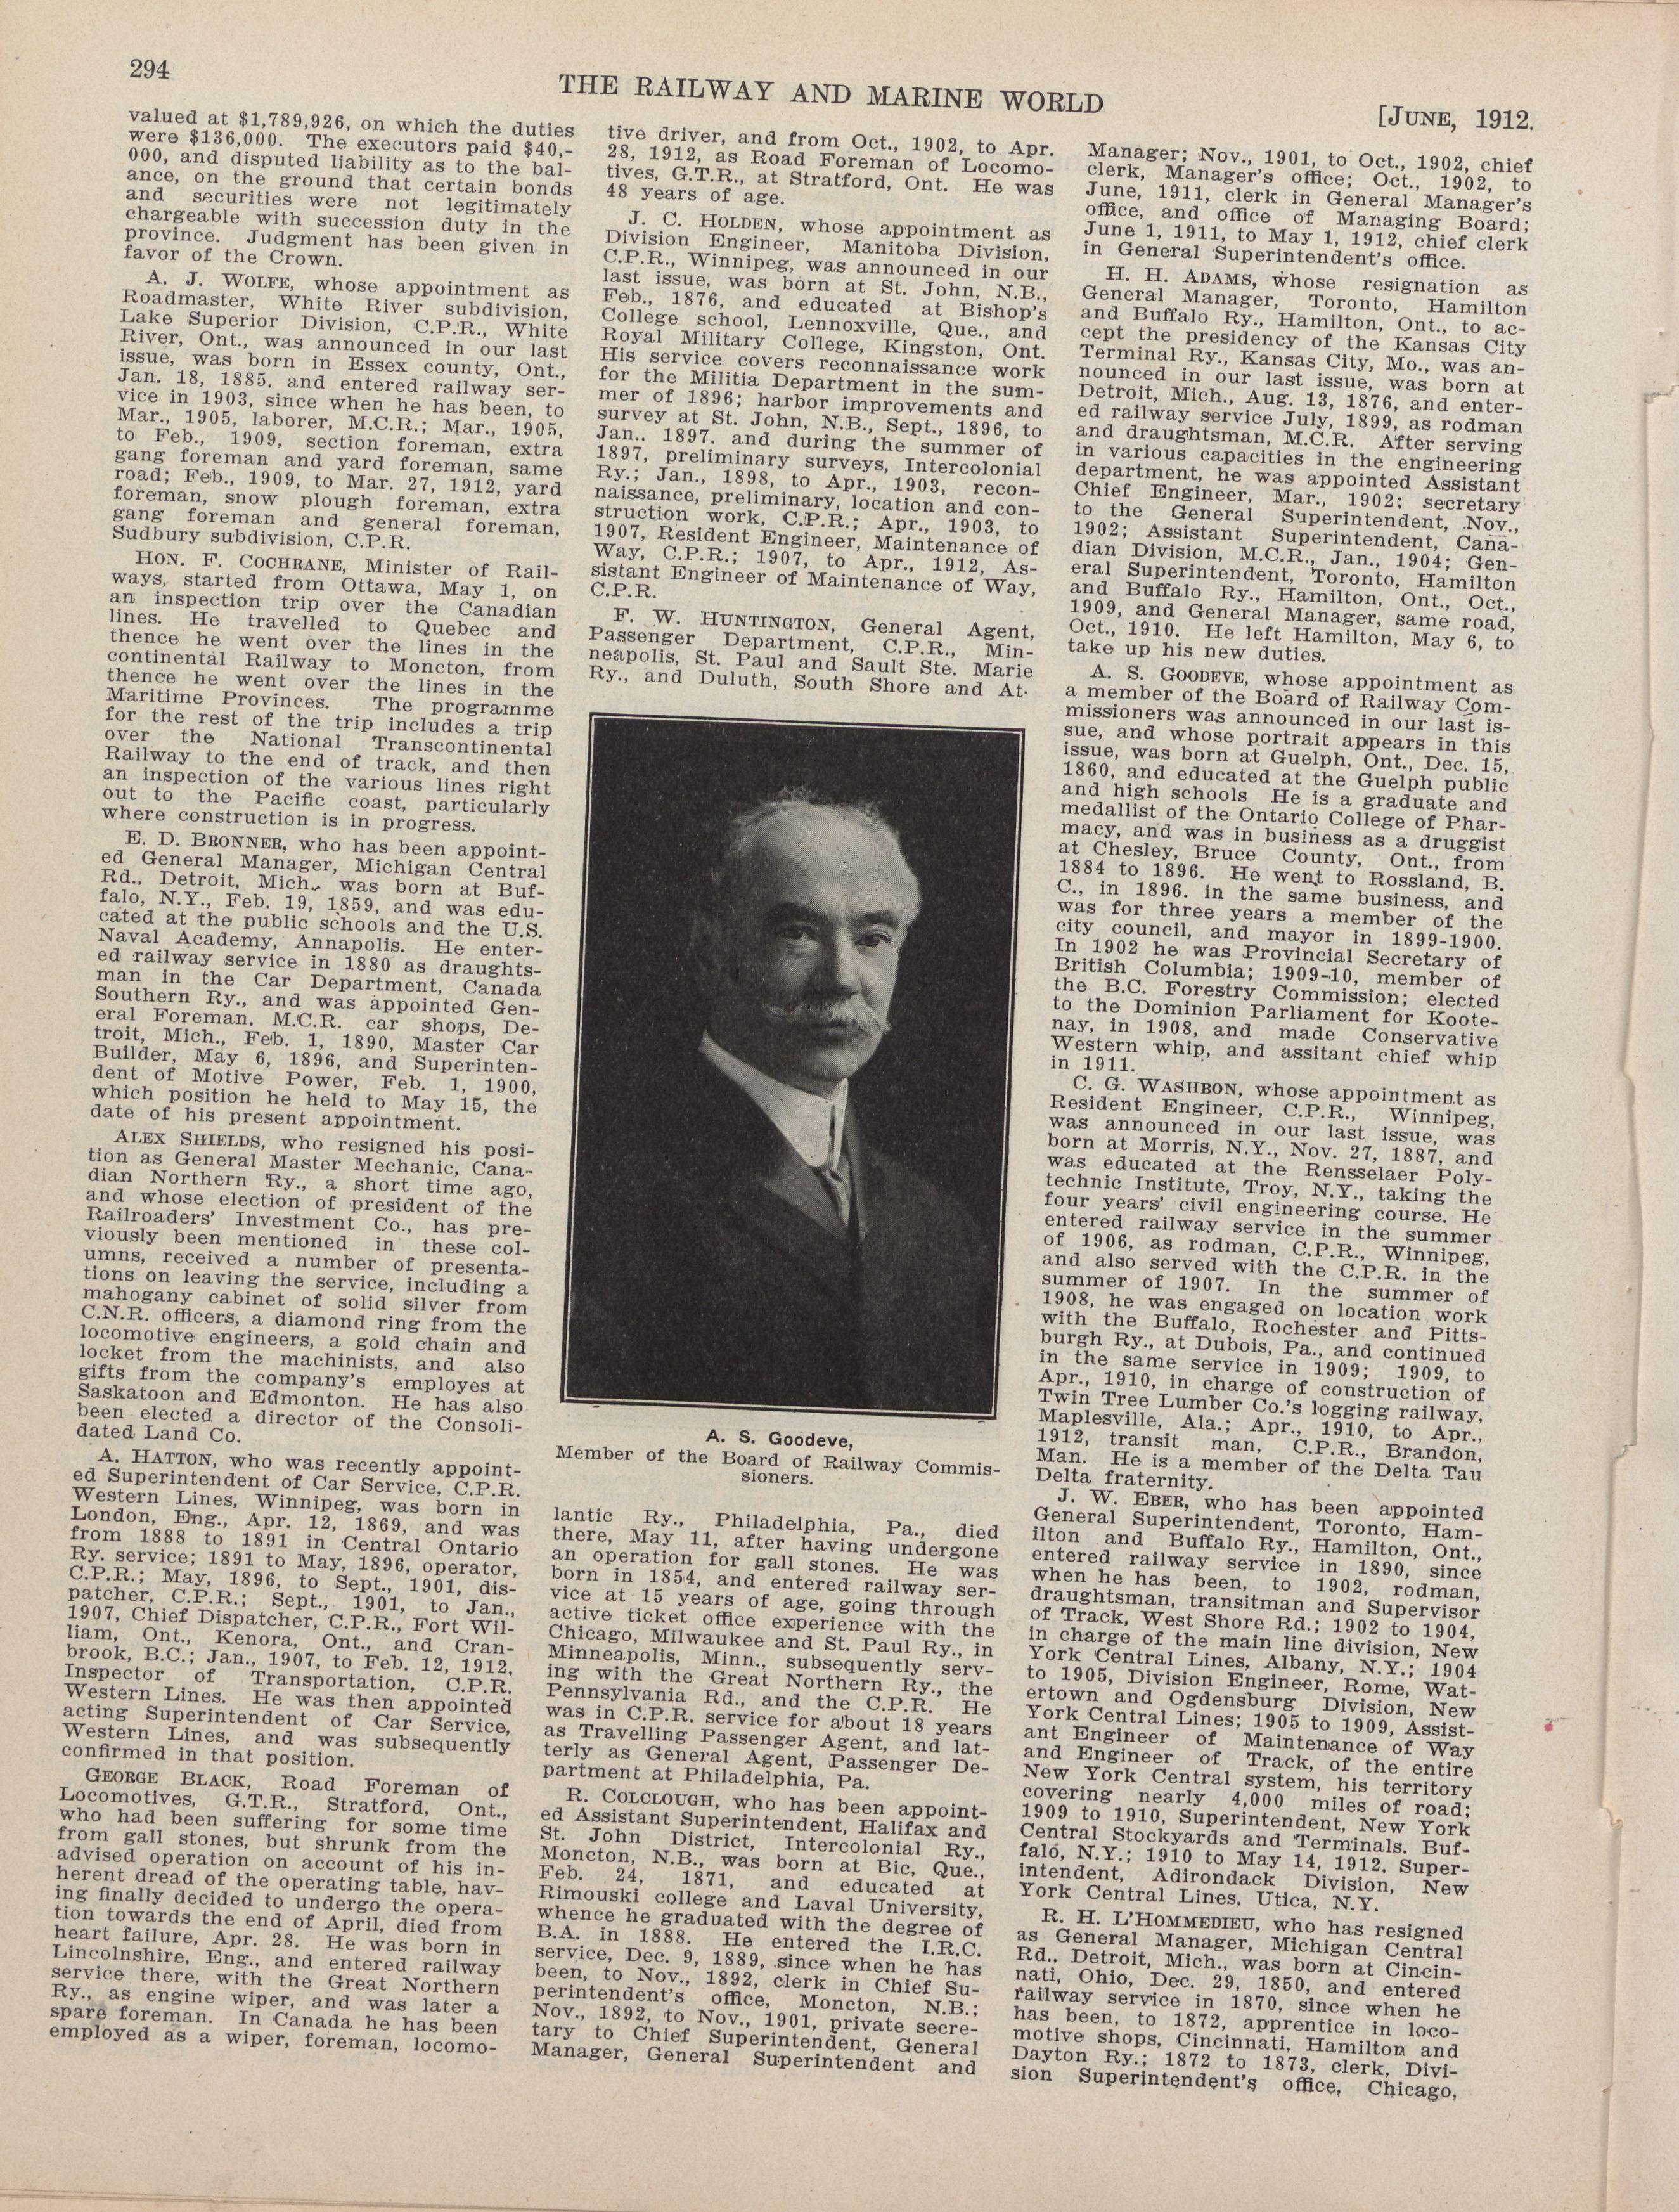 294
THE RAILWAY AND MARINE WORLD
[JUNE, 1912.
valued at $1,789,926, on which the duties
were $136,000. The executors paid $40,-
000, and disputed liability as to the bal-
ance, on the ground that certain bonds
and securities were not legitimately
chargeable with succession duty in the
province. Judgment has been given in
favor of the Crown.
A. J. WOLFE, whose appointment as
Roadmaster, White River subdivision,
Lake Superior Division, C.P.R., White
River, Ont., was announced in our last
issue, was born in Essex county, Ont.,
Jan. 18, 1885. and entered railway ser-
vice in 1903, since when he has been, to
Mar., 1905, laborer, M.C.R.; Mar., 1905,
to Feb., 1909, section foreman, extra
gang foreman and yard foreman, same
road; Feb., 1909, to Mar. 27, 1912, yard
foreman, snow plough foreman, extra
gang foreman and general foreman,
Sudbury subdivision, C.P.R.
HON. F. COCHRANE, Minister of Rail-
ways, started from Ottawa, May 1, on
an inspection trip over the Canadian
lines. He travelled to Quebec and
thence he went over the lines in the
continental Railway to Moncton, from
thence he went over the lines in the
Maritime Provinces. The programme
for the rest of the trip includes a trip
over the National Transcontinental
Railway to the end of track, and then
an inspection of the various lines right
out to the Pacific coast, particularly
where construction is in progress.
E. D. BRONNER, who has been appoint-
ed General Manager, Michigan Central
Rd., Detroit, Mich., was born at Buf-
falo, N.Y., Feb. 19, 1859, and was edu-
cated at the public schools and the U.S.
Naval Academy, Annapolis. He enter-
ed railway service in 1880 as draughts-
man in the Car Department, Canada
Southern Ry., and was appointed Gen-
eral Foreman, M.C.R. car shops, De-
troit, Mich., Feb. 1, 1890, Master Car
Builder, May 6, 1896, and Superinten-
dent of Motive Power, Feb. 1, 1900,
which position he held to May 15, the
date of his present appointment.
ALEX SHIELDS, who resigned his posi-
tion as General Master Mechanic, Cana-
dian Northern Ry., a short time ago,
and whose election of president of the
Railroaders' Investment Co., has pre-
viously been mentioned in these col-
umns, received a number of presenta-
tions on leaving the service, including a
mahogany cabinet of solid silver from
C.N.R. officers, a diamond ring from the
locomotive engineers, a gold chain and
locket from the machinists, and also
gifts from the company's employes at
Saskatoon and Edmonton. He has also
been elected a director of the Consoli-
dated Land Co.
A. HATTON, who was recently appoint-
ed Superintendent of Car Service, C.P.R.
Western Lines, Winnipeg, was born in
London, Eng., Apr. 12, 1869, and was
from 1888 to 1891 in Central Ontario
Ry. service; 1891 to May, 1896, operator,
C.P.R.; May, 1896, to Sept., 1901, dis-
patcher, C.P.R.; Sept., 1901, to Jan.,
1907, Chief Dispatcher, C.P.R., Fort Wil-
liam, Ont., Kenora, Ont., and Cran-
brook, B.C.; Jan., 1907, to Feb. 12, 1912,
Inspector of Transportation, C.P.R.
Western Lines. He was then appointed
acting Superintendent of Car Service,
Western Lines, and was subsequently
confirmed in that position.
GEORGE BLACK, Road Foreman of
Locomotives, G.T.R., Stratford, Ont.,
who had been suffering for some time
from gall stones, but shrunk from the
advised operation on account of his in-
herent dread of the operating table, hav-
ing finally decided to undergo the opera-
tion towards the end of April, died from
heart failure, Apr. 28. He was born in
Lincolnshire, Eng., and entered railway
service there, with the Great Northern
Ry., as engine wiper, and was later a
spare foreman. In Canada he has been
employed as a wiper, foreman, locomo-
tive driver, and from Oct., 1902, to Apr.
28, 1912, as Road Foreman of Locomo-
tives, G.T.R., at Stratford, Ont. He was
48 years of age.
J. C. HOLDEN, whose appointment as
Division Engineer, Manitoba Division,
C.P.R., Winnipeg, was announced in our
last issue, was born at St. John, N.B.,
Feb., 1876, and educated at Bishop's
College school, Lennoxville, Que., and
Royal Military College, Kingston, Ont.
His service covers reconnaissance work
for the Militia Department in the sum-
mer of 1896; harbor improvements and
survey at St. John, N.B., Sept., 1896, to
Jan.. 1897. and during the summer of
1897, preliminary surveys, Intercolonial
Ry.; Jan., 1898, to Apr., 1903, recon-
naissance, preliminary, location and con-
struction work, C.P.R.; Apr., 1903, to
1907, Resident Engineer, Maintenance of
Way, C.P.R.; 1907, to Apr., 1912, As-
sistant Engineer of Maintenance of Way,
C.P.R.
F. W. HUNTINGTON, General Agent,
Passenger Department, C.P.R., Min-
neapolis, St. Paul and Sault Ste. Marie
Ry., and Duluth, South Shore and At-
A. S. Goodeve,
Member of the Board of Railway Commis-
sioners.
lantic Ry., Philadelphia, Pa., died
there, May 11, after having undergone
an operation for gall stones. He was
born in 1854, and entered railway ser-
vice at 15 years of age, going through
active ticket office experience with the
Chicago, Milwaukee and St. Paul Ry., in
Minneapolis, Minn., subsequently serv-
ing with the Great Northern Ry., the
Pennsylvania Rd., and the C.P.R. He
was in C.P.R. service for about 18 years
as Travelling Passenger Agent, and lat-
terly as General Agent, Passenger De-
partment at Philadelphia, Pa.
R. COLCLOUGH, who has been appoint-
ed Assistant Superintendent, Halifax and
St. John District, Intercolonial Ry.,
Moncton, N.B., was born at Bic, Que.,
Feb. 24, 1871, and educated at
Rimouski college and Laval University,
whence he graduated with the degree of
B.A. in 1888. He entered the I.R.C.
service, Dec. 9, 1889, since when he has
been, to Nov., 1892, clerk in Chief Su-
perintendent's office, Moncton, N.B.;
Nov., 1892, to Nov., 1901, private secre-
tary to Chief Superintendent, General
Manager, General Superintendent and
Manager; Nov., 1901, to Oct., 1902, chief
clerk, Manager's office; Oct., 1902, to
June, 1911, clerk in General Manager's
office, and office of Managing Board;
June 1, 1911, to May 1, 1912, chief clerk
in General Superintendent's office.
H. H. ADAMS, whose resignation as
General Manager, Toronto, Hamilton
and Buffalo Ry., Hamilton, Ont., to ac-
cept the presidency of the Kansas City
Terminal Ry., Kansas City, Mo., was an-
nounced in our last issue, was born at
Detroit, Mich., Aug. 13, 1876, and enter-
ed railway service July, 1899, as rodman
and draughtsman, M.C.R. After serving
in various capacities in the engineering
department, he was appointed Assistant
Chief Engineer, Mar., 1902; secretary
to the General Superintendent, Nov.,
1902; Assistant Superintendent, Cana-
dian Division, M.C.R., Jan., 1904; Gen-
eral Superintendent, Toronto, Hamilton
and Buffalo Ry., Hamilton, Ont., Oct.,
1909, and General Manager, same road,
Oct., 1910. He left Hamilton, May 6, to
take up his new duties.
A. S. GOODEVE, whose appointment as
a member of the Board of Railway Com-
missioners was announced in our last is-
sue, and whose portrait appears in this
issue, was born at Guelph, Ont., Dec. 15,
1860, and educated at the Guelph public
and high schools He is a graduate and
medallist of the Ontario College of Phar-
macy, and was in business as a druggist
at Chesley, Bruce County, Ont., from
1884 to 1896. He went to Rossland, B.
C., in 1896. in the same business, and
was for three years a member of the
city council, and mayor in 1899-1900.
In 1902 he was Provincial Secretary of
British Columbia; 1909-10, member of
the B.C. Forestry Commission; elected
to the Dominion Parliament for Koote-
nay, in 1908, and made Conservative
Western whip, and assitant chief whip
in 1911.
C. G. WASHBON, whose appointment as
Resident Engineer, C.P.R., Winnipeg,
was announced in our last issue, was
born at Morris, N.Y., Nov. 27, 1887, and
was educated at the Rensselaer Poly-
technic Institute, Troy, N.Y., taking the
four years' civil engineering course. He
entered railway service in the summer
of 1906, as rodman, C.P.R., Winnipeg,
and also served with the C.P.R. in the
summer of 1907. In the summer of
1908, he was engaged on location work
with the Buffalo, Rochester and Pitts-
burgh Ry., at Dubois, Pa., and continued
in the same service in 1909; 1909, to
Apr., 1910, in charge of construction of
Twin Tree Lumber Co.'s logging railway,
Maplesville, Ala.; Apr., 1910, to Apr.,
1912, transit man, C.P.R., Brandon,
Man. He is a member of the Delta Tau
Delta fraternity.
J. W. EBER, who has been appointed
General Superintendent, Toronto, Ham-
ilton and Buffalo Ry., Hamilton, Ont.,
entered railway service in 1890, since
when he has been, to 1902, rodman,
draughtsman, transitman and Supervisor
of Track, West Shore Rd.; 1902 to 1904,
in charge of the main line division, New
York Central Lines, Albany, N.Y.; 1904
to 1905, Division Engineer, Rome, Wat-
ertown and Ogdensburg Division, New
York Central Lines; 1905 to 1909, Assist-
ant Engineer of Maintenance of Way
and Engineer of Track, of the entire
New York Central system, his territory
covering nearly 4,000 miles of road;
1909 to 1910, Superintendent, New York
Central Stockyards and Terminals, Buf-
falo, N.Y.; 1910 to May 14, 1912, Super-
intendent, Adirondack Division, New
York Central Lines, Utica, N.Y.
R. H. L'HOMMEDIEU, who has resigned
as General Manager, Michigan Central
Rd., Detroit, Mich., was born at Cincin-
nati, Ohio, Dec. 29, 1850, and entered
railway service in 1870, since when he
has been, to 1872, apprentice in loco-
motive shops, Cincinnati, Hamilton and
Dayton Ry.; 1872 to 1873, clerk, Divi-
sion Superintendent's office, Chicago,